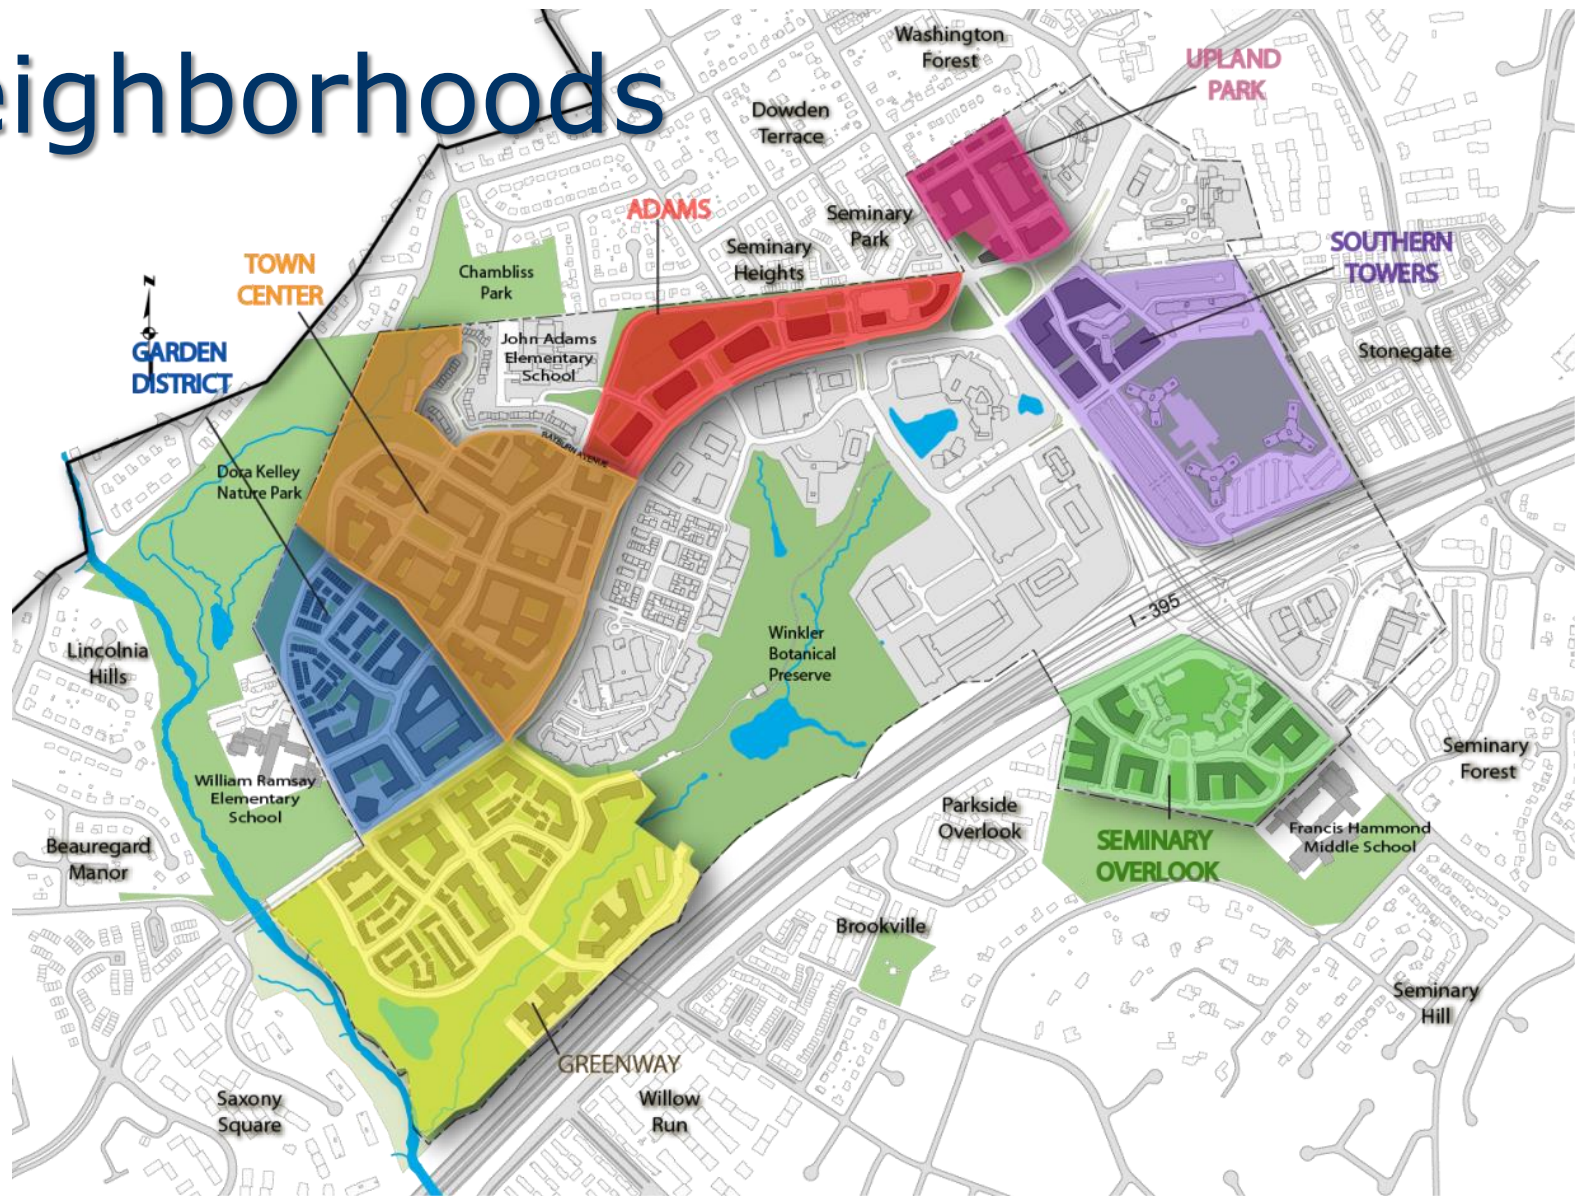 eighborhoods
Washington
Forest
UPLAND
PARK
Dowden
Terrace
ADAMS
Seminary
Park
Seminary
Heights
SOUTHERN
TOWERS
TOWN
CENTER
Chambliss
Park
N
John Adams
Elementary
School
GARDEN
DISTRICT
Stonegate
RAYBURN AVENUE
Dora Kelley
Nature Park
I - 395
Lincolnia
Hills
Winkler
Botanical
Preserve
Seminary
Forest
William Ramsay
Elementary
School
Parkside
Overlook
SEMINARY
OVERLOOK
Francis Hammond
Middle School
Beauregard
Manor
Brookville
Seminary
Hill
GREENWAY
Saxony
Square
Willow
Run